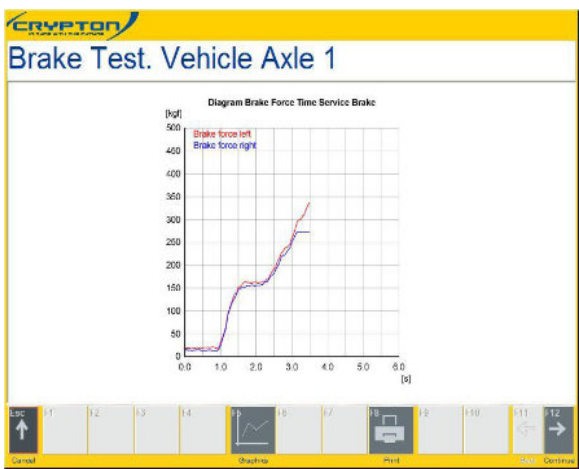 CRYPTON
Brake Test. Vehicle Axle 1
Diagram Brake Force Time Service Brake
[kgf]
500
Brake force left
450
Brake force right
400
350
300
250
200
150
100
50
0
0.0 1.0 2.0 3.0 4.0 5.0 6.0
[s]
Esc F1 F2 F3 F4 F5 F6 F7 F8 F9 F10 F11 F12
Cancel Graphics Print Continue